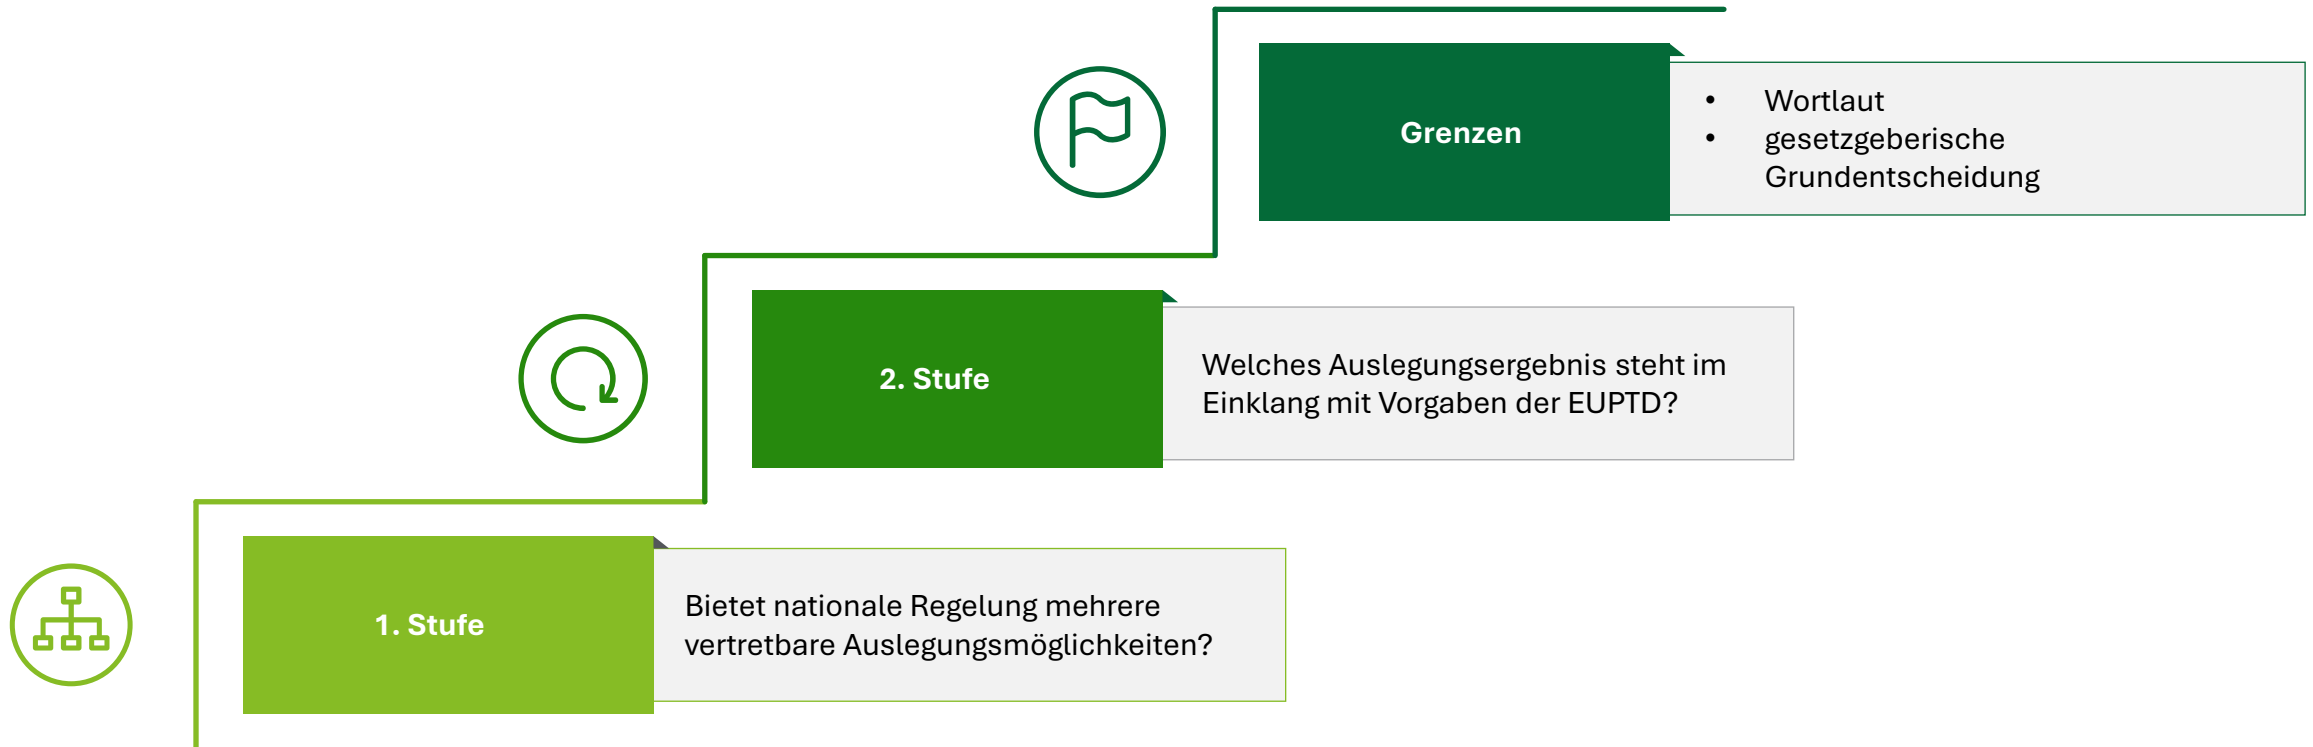 Grenzen
• Wortlaut
• gesetzgeberische
Grundentscheidung
2. Stufe
Welches Auslegungsergebnis steht im
Einklang mit Vorgaben der EUPTD?
1. Stufe
Bietet nationale Regelung mehrere
vertretbare Auslegungsmöglichkeiten?